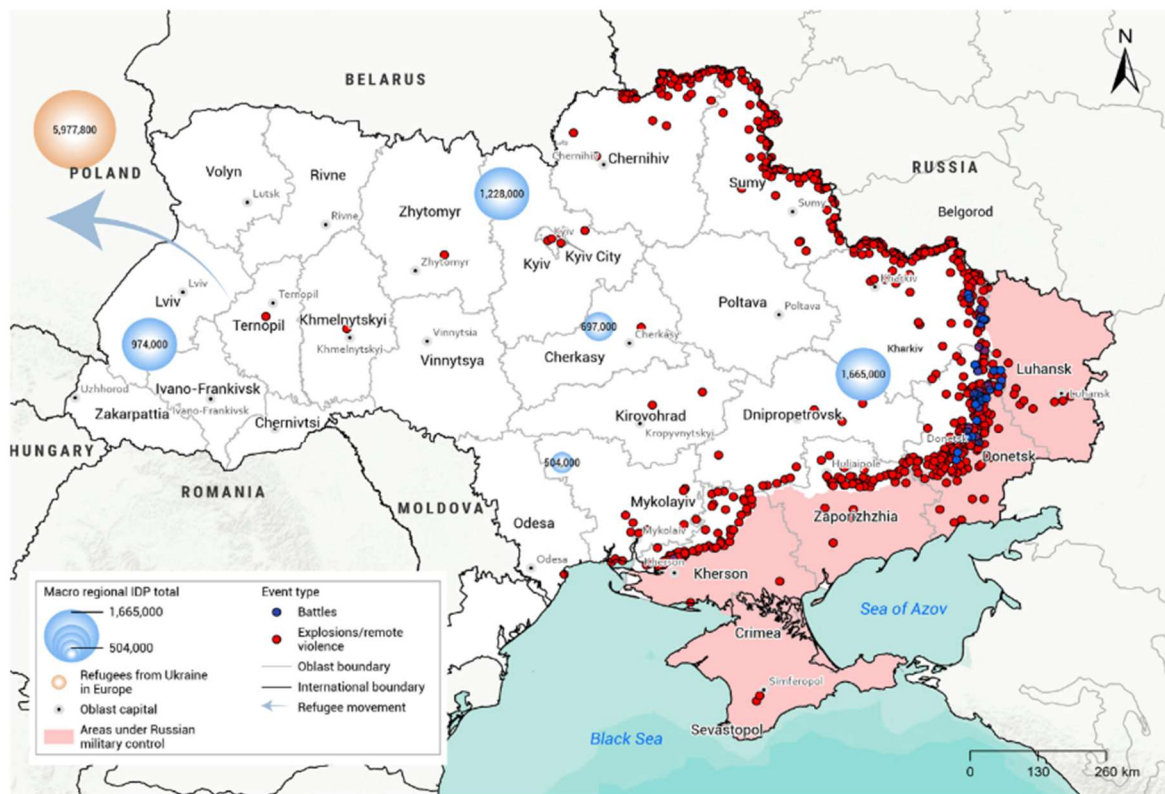 N
BELARUS
5,977,800
POLAND
RUSSIA
Volyn
Rivne
Chernihiv
Chernihiv
Sumy
Lutsk
Rivne
Zhytomyr
1,228,000
Sumy
Belgorod
Zhytomyr
Kyiv
Kyiv
Kyiv City
Kharkiv
Lviv
Lviv
Ternopil
Ternopil
Khmelnytskyi
Khmelnytskyi
Vinnytsia
Vinnytsya
Poltava
Poltava
697,000
Cherkasy
Cherkasy
Kharkiv
974,000
1,665,000
Luhansk
Luhansk
Uzhhorod
Zakarpattia
Ivano-Frankivsk
Ivano-Frankivsk
Chernivtsi
Kirovohrad
Kropyvnytskyi
Dnipropetrovsk
Donetsk
Donetsk
HUNGARY
504,000
Huliaipole
ROMANIA
MOLDOVA
Mykolayiv
Mykolaiv
Zaporizhzhia
Odesa
Odesa
Kherson
Kherson
Sea of Azov
Crimea
Simferopol
Sevastopol
Black Sea
Macro regional IDP total
1,665,000
504,000
Refugees from Ukraine
in Europe
Oblast capital
Areas under Russian
military control
Event type
Battles
Explosions/remote
violence
Oblast boundary
International boundary
Refugee movement
0 130 260 km